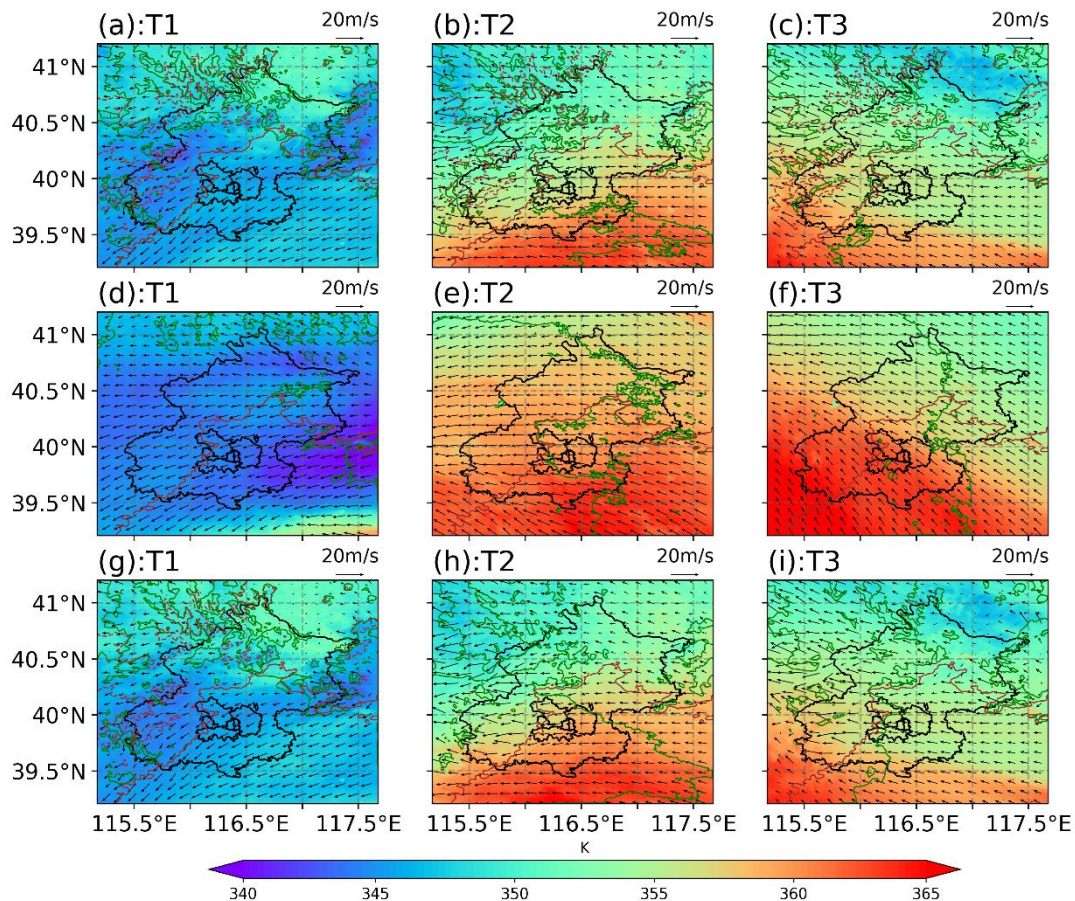 (a):T1 20m/s (b):T2 20m/s (c):T3 20m/s
41°N
40.5°N
40°N
39.5°N
(d):T1 20m/s (e):T2 20m/s (f):T3 20m/s
41°N
40.5°N
40°N
39.5°N
(g):T1 20m/s (h):T2 20m/s (i):T3 20m/s
41°N
40.5°N
40°N
39.5°N
115.5°E 116.5°E 117.5°E 115.5°E 116.5°E 117.5°E 115.5°E 116.5°E 117.5°E
K
340 345 350 355 360 365